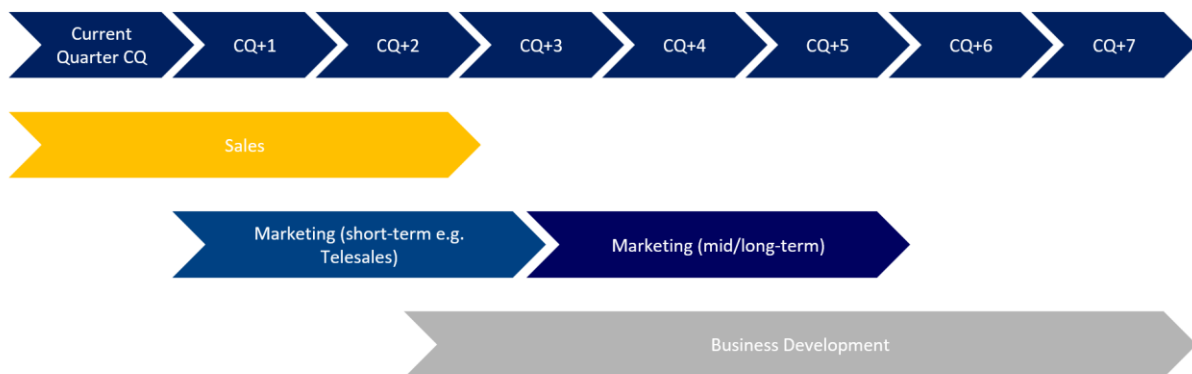 Current
Quarter CQ
CQ+1
CQ+2
CQ+3
CQ+4
CQ+5
CQ+6
CQ+7
Sales
Marketing (short-term e.g.
Telesales)
Marketing (mid/long-term)
Business Development